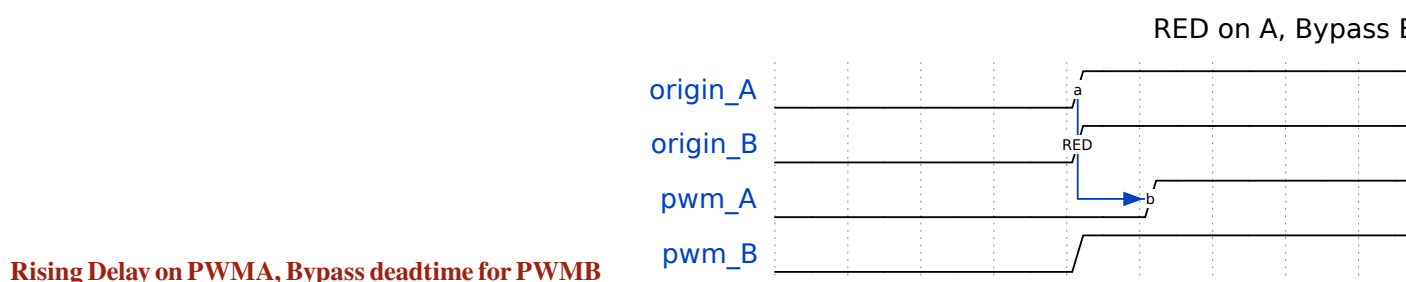 RED on A, Bypass
origin_A
a
origin_B
RED
pwm_A
b
pwm_B
Rising Delay on PWMA, Bypass deadtime for PWMB